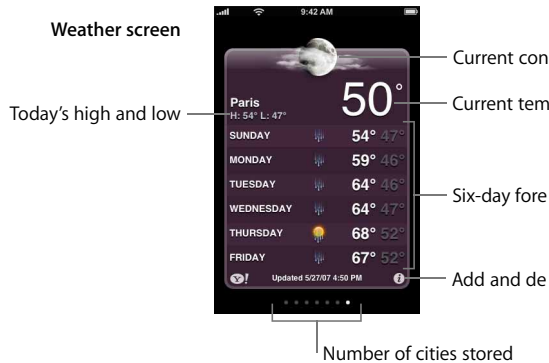 9:42 AM
Weather screen
Current con
50°
Current tem
Paris
Today's high and low
H: 54° L: 47°
SUNDAY 54° 47°
MONDAY 59° 46°
TUESDAY 64° 46°
Six-day fore
WEDNESDAY 64° 47°
THURSDAY 68° 52°
FRIDAY 67° 52°
Y! Updated 5/27/07 4:50 PM i
Add and de
Number of cities stored